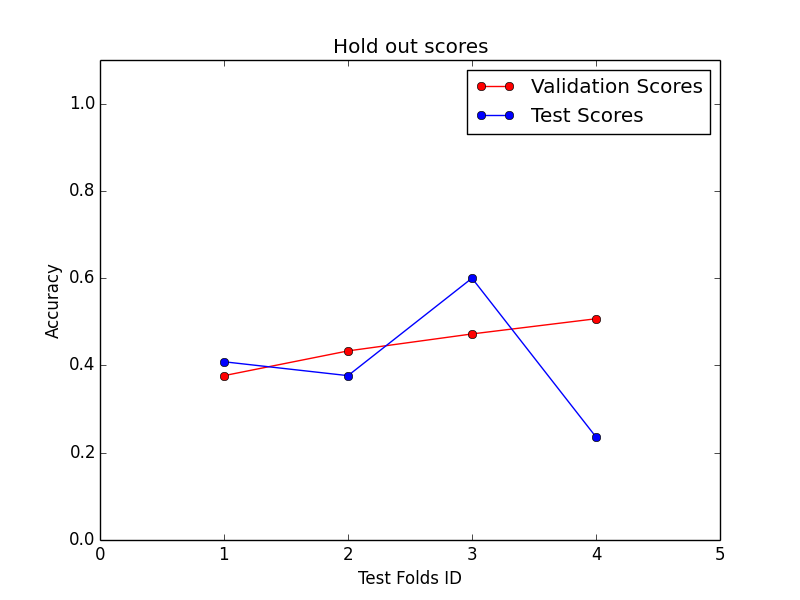 Hold out scores
Validation Scores
Test Scores
1.0
0.8
0.6
0.4
0.2
0.0
Accuracy
0 1 2 3 4 5
Test Folds ID